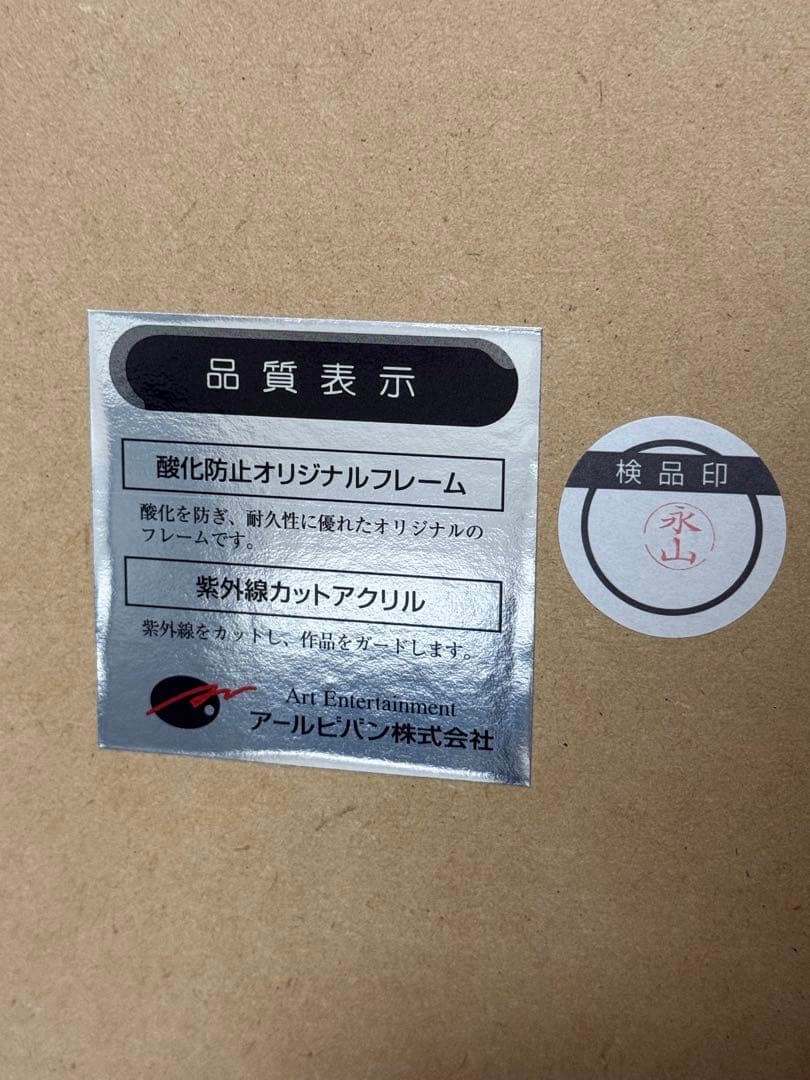 品質表示
酸化防止オリジナルフレーム
酸化を防ぎ、耐久性に優れたオリジナルの
フレームです。
紫外線カットアクリル
紫外線をカットし、作品をガードします。
Art Entertainment
アールビバン株式会社
検品印
永山